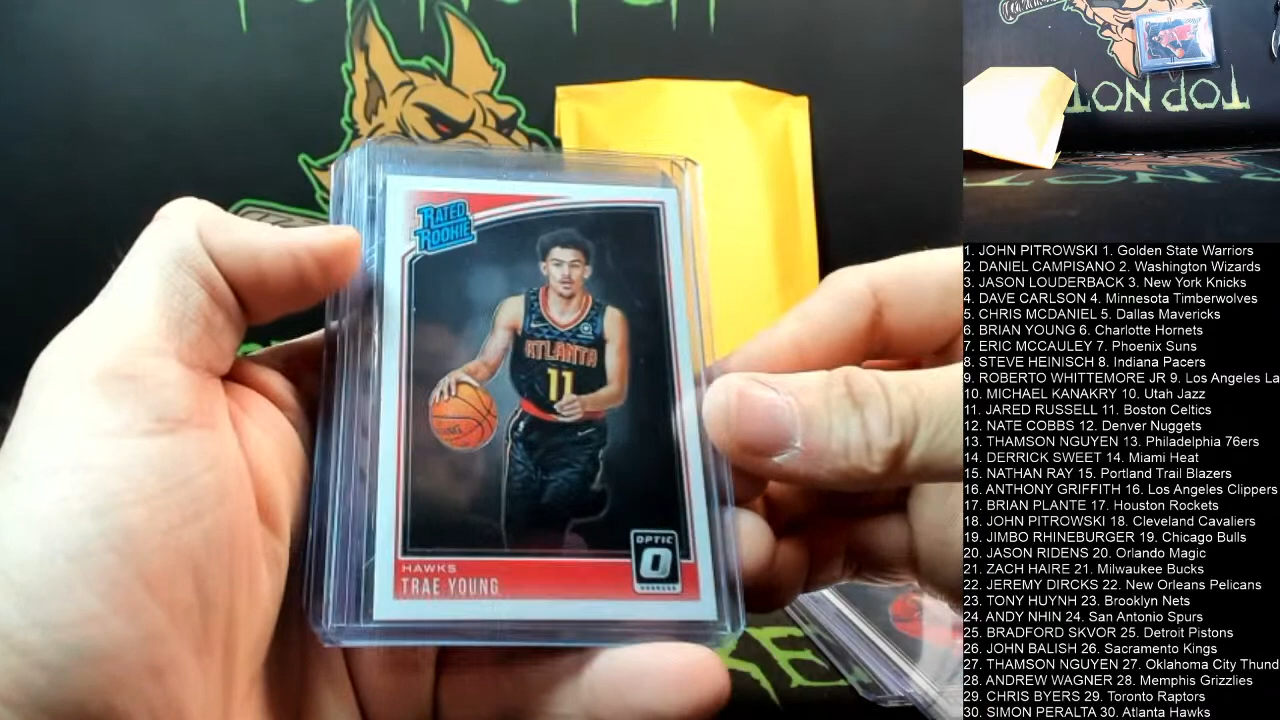 RATED
ROOKIE
ATLANTA
11
OPTIC
HAWKS
TRAE YOUNG
TOP NOT
1. JOHN PITROWSKI 1. Golden State Warriors
2. DANIEL CAMPISANO 2. Washington Wizards
3. JASON LOUDERBACK 3. New York Knicks
4. DAVE CARLSON 4. Minnesota Timberwolves
5. CHRIS MCDANIEL 5. Dallas Mavericks
6. BRIAN YOUNG 6. Charlotte Hornets
7. ERIC MCCAULEY 7. Phoenix Suns
8. STEVE HEINISCH 8. Indiana Pacers
9. ROBERTO WHITTEMORE JR 9. Los Angeles La
10. MICHAEL KANAKRY 10. Utah Jazz
11. JARED RUSSELL 11. Boston Celtics
12. NATE COBBS 12. Denver Nuggets
13. THAMSON NGUYEN 13. Philadelphia 76ers
14. DERRICK SWEET 14. Miami Heat
15. NATHAN RAY 15. Portland Trail Blazers
16. ANTHONY GRIFFITH 16. Los Angeles Clippers
17. BRIAN PLANTE 17. Houston Rockets
18. JOHN PITROWSKI 18. Cleveland Cavaliers
19. JIMBO RHINEBURGER 19. Chicago Bulls
20. JASON RIDENS 20. Orlando Magic
21. ZACH HAIRE 21. Milwaukee Bucks
22. JEREMY DIRCKS 22. New Orleans Pelicans
23. TONY HUYNH 23. Brooklyn Nets
24. ANDY NHIN 24. San Antonio Spurs
25. BRADFORD SKVOR 25. Detroit Pistons
26. JOHN BALISH 26. Sacramento Kings
27. THAMSON NGUYEN 27. Oklahoma City Thund
28. ANDREW WAGNER 28. Memphis Grizzlies
29. CHRIS BYERS 29. Toronto Raptors
30. SIMON PERALTA 30. Atlanta Hawks